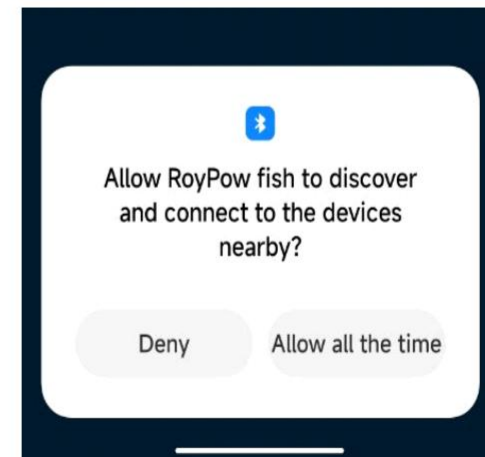 Allow RoyPow fish to discover
and connect to the devices
nearby?
Deny
Allow all the time